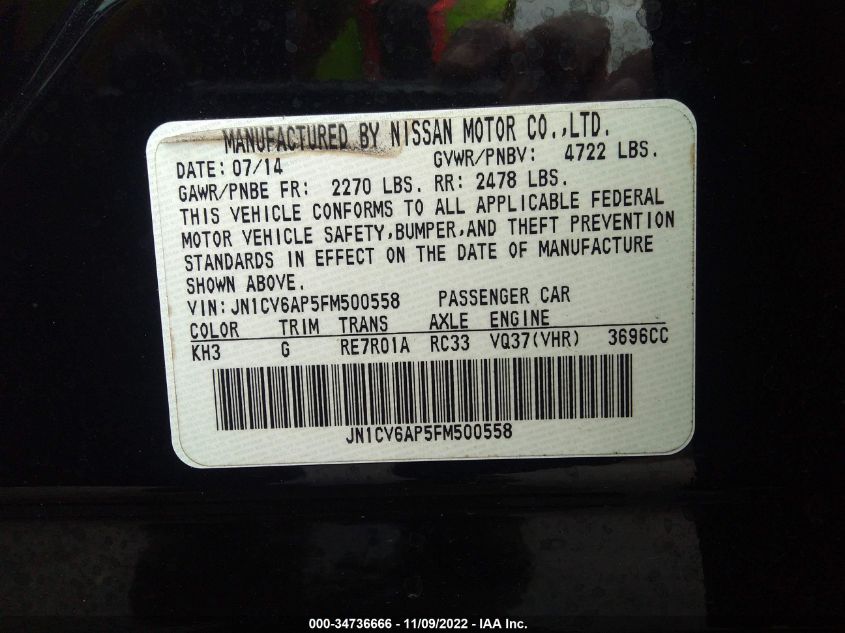 MANUFACTURED BY NISSAN MOTOR CO.,LTD.
DATE: 07/14 GVWR/PNBV: 4722 LBS.
GAWR/PNBE FR: 2270 LBS. RR: 2478 LBS.
THIS VEHICLE CONFORMS TO ALL APPLICABLE FEDERAL
MOTOR VEHICLE SAFETY,BUMPER,AND THEFT PREVENTION
STANDARDS IN EFFECT ON THE DATE OF MANUFACTURE
SHOWN ABOVE.
VIN:JN1CV6AP5FM500558 PASSENGER CAR
COLOR TRIM TRANS AXLE ENGINE
KH3 G RE7R01A RC33 VQ37(VHR) 3696CC
JN1CV6AP5FM500558
000-34736666 - 11/09/2022 - IAA Inc.